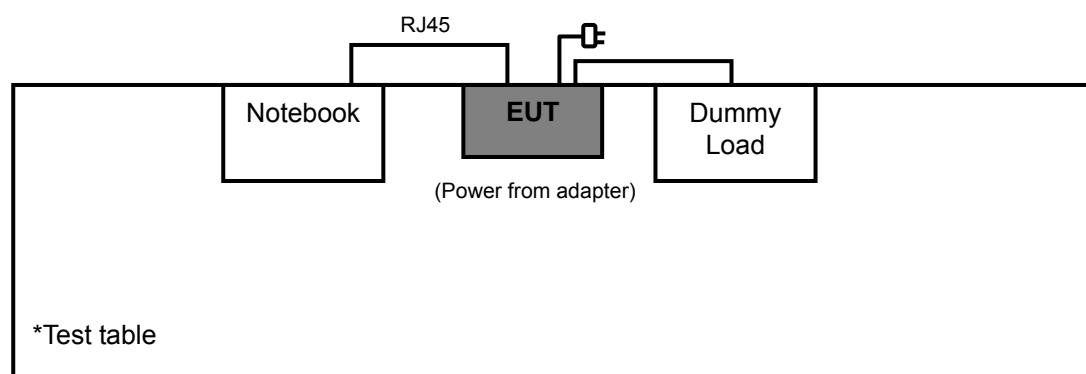 RJ45
Notebook
EUT
Dummy
Load
(Power from adapter)
*Test table